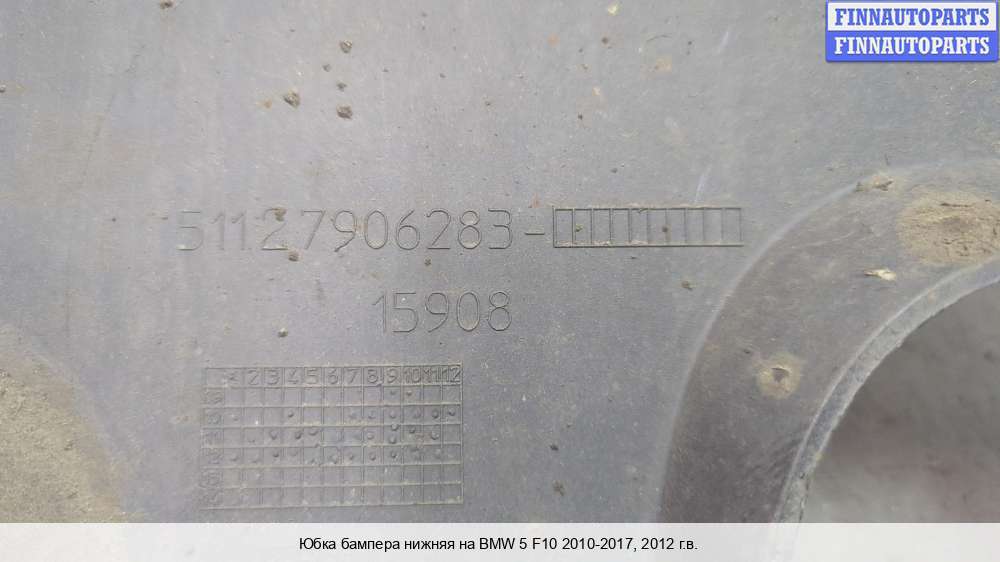 FINNAUTOPARTS
FINNAUTOPARTS
51127906283-
15908
2 3 4 5 6 7 8 9 10 11 12
Юбка бампера нижняя на BMW 5 F10 2010-2017, 2012 г.в.